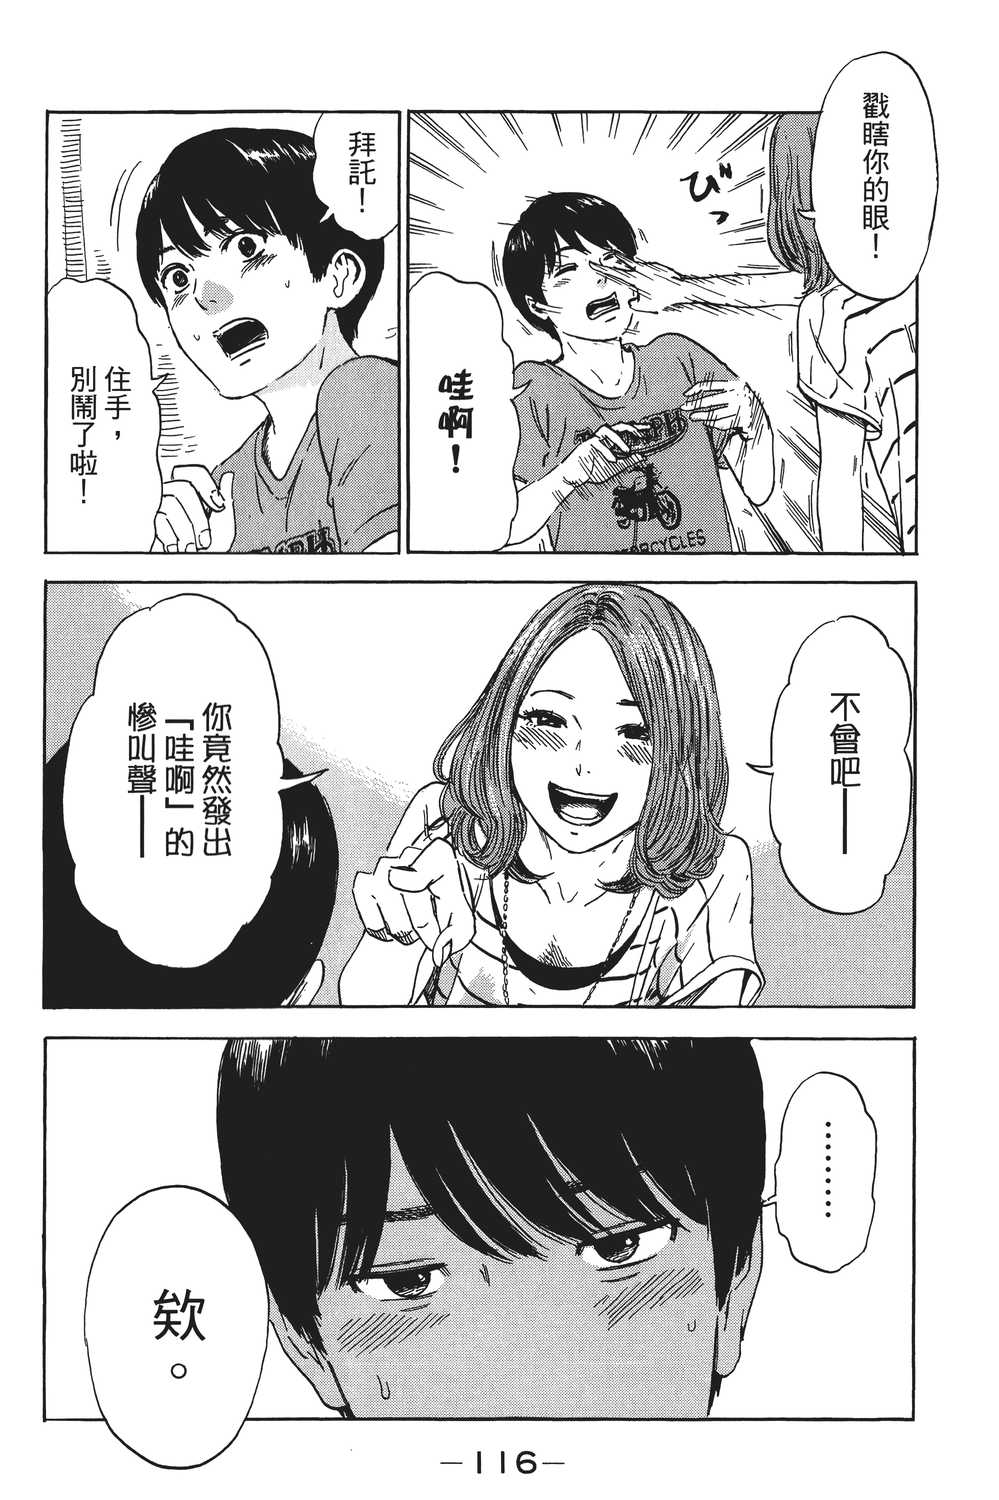 戳瞎你的眼！
びっ
哇啊！
MOTORCYCLES
拜託！
住手，
別鬧了啦！
不會吧──
你竟然發出
『哇啊』的
慘叫聲──
………
欸。
—116—